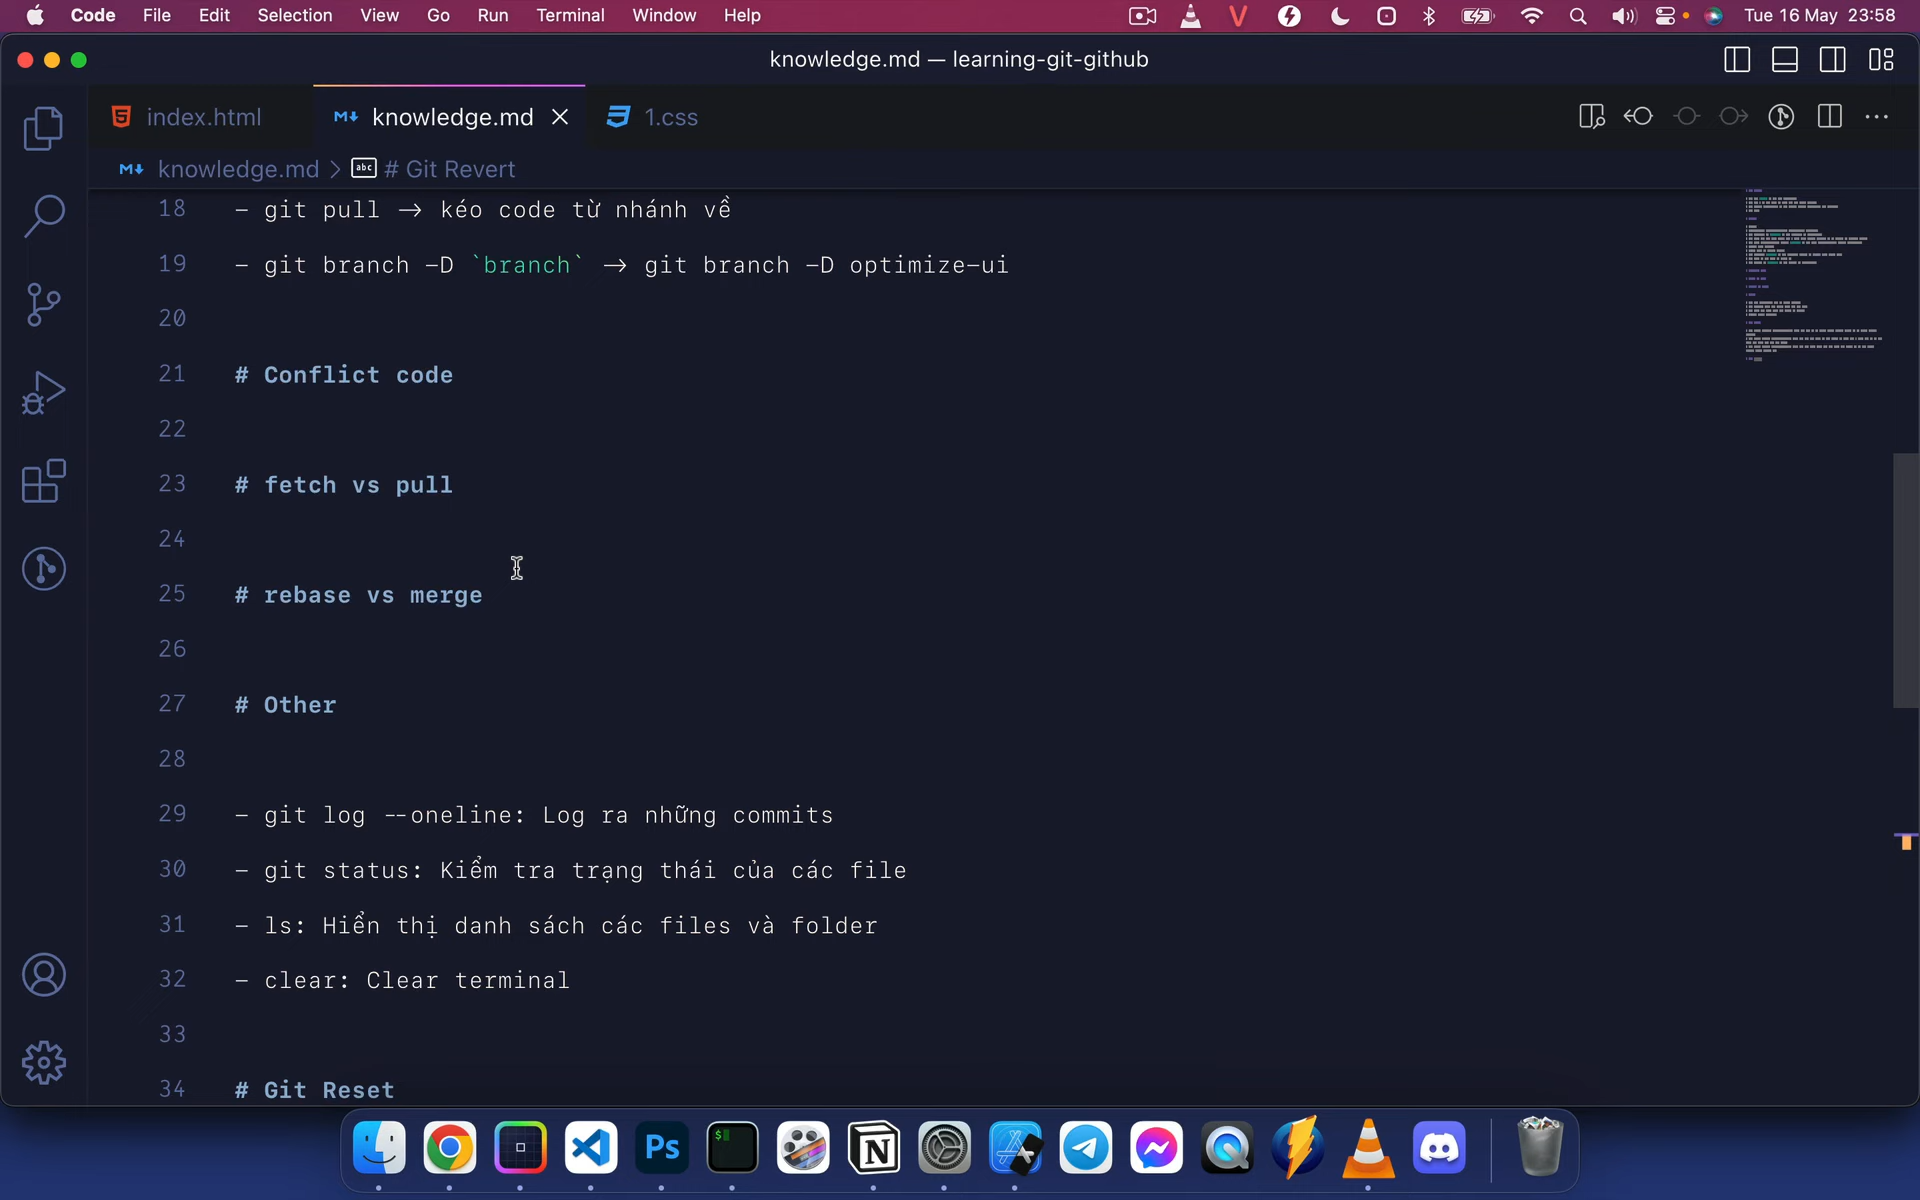 Code File Edit Selection View Go Run Terminal Window Help Tue 16 May 23:58
knowledge.md — learning-git-github
index.html knowledge.md 1.css
knowledge.md > # Git Revert
18 - git pull -> kéo code từ nhánh về
19 - git branch -D `branch` -> git branch -D optimize-ui
20
21 # Conflict code
22
23 # fetch vs pull
24
25 # rebase vs merge
26
27 # Other
28
29 - git log --oneline: Log ra những commits
30 - git status: Kiểm tra trạng thái của các file
31 - ls: Hiển thị danh sách các files và folder
32 - clear: Clear terminal
33
34 # Git Reset
Ps